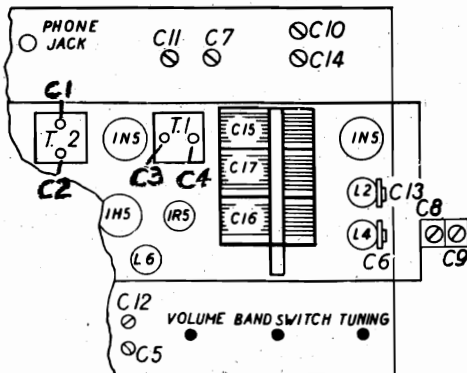 PHONE JACK
C11 C7
C10
C14
C1
T.2
C2
1N5
T.1
C3 C4
C15
C17
C16
1N5
L2 C13
L4
C6
C8
C9
1H5
1R5
L6
C12
C5
VOLUME BAND SWITCH TUNING